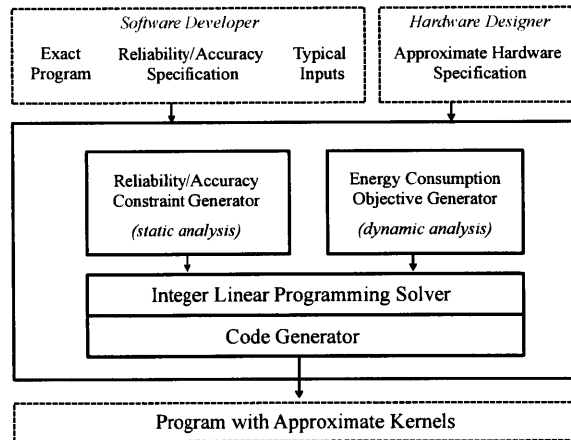 Software Developer
Exact Program
Reliability/Accuracy Specification
Typical Inputs
Hardware Designer
Approximate Hardware Specification
Reliability/Accuracy
Constraint Generator
(static analysis)
Energy Consumption
Objective Generator
(dynamic analysis)
Integer Linear Programming Solver
Code Generator
Program with Approximate Kernels